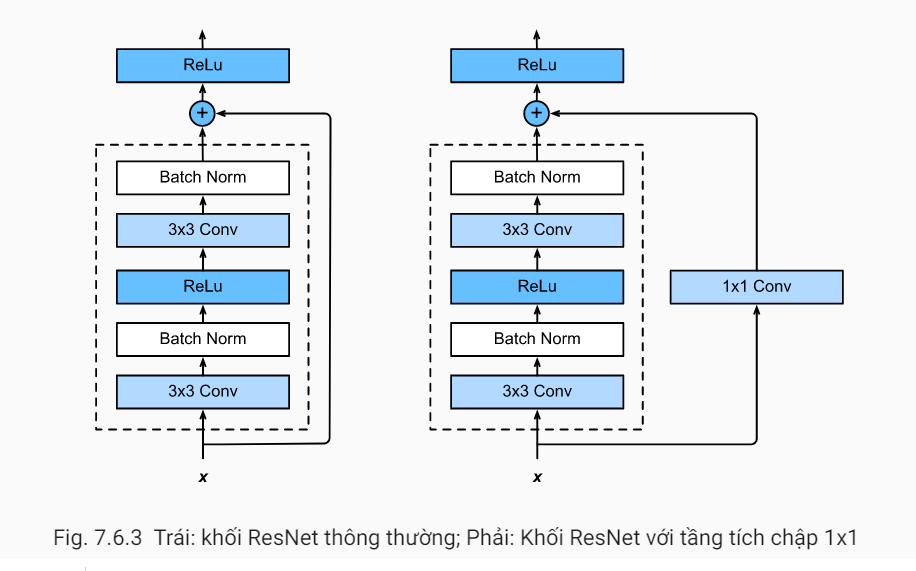 ReLu
+
Batch Norm
3x3 Conv
ReLu
Batch Norm
3x3 Conv
x
ReLu
+
Batch Norm
3x3 Conv
ReLu
1x1 Conv
Batch Norm
3x3 Conv
x
Fig. 7.6.3 Trái: khối ResNet thông thường; Phải: Khối ResNet với tầng tích chập 1x1